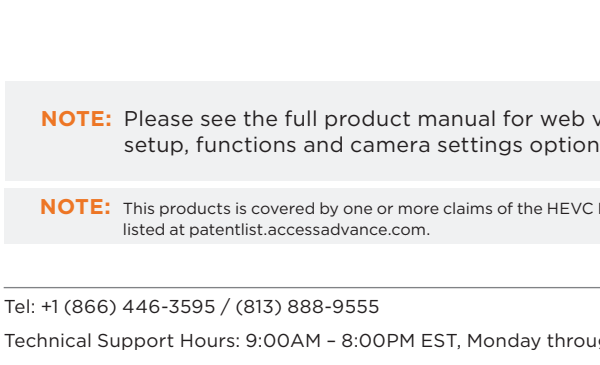 NOTE: Please see the full product manual for web
setup, functions and camera settings option
NOTE: This products is covered by one or more claims of the HEVC
listed at patentlist.accessadvance.com.
Tel: +1 (866) 446-3595 / (813) 888-9555
Technical Support Hours: 9:00AM – 8:00PM EST, Monday throu